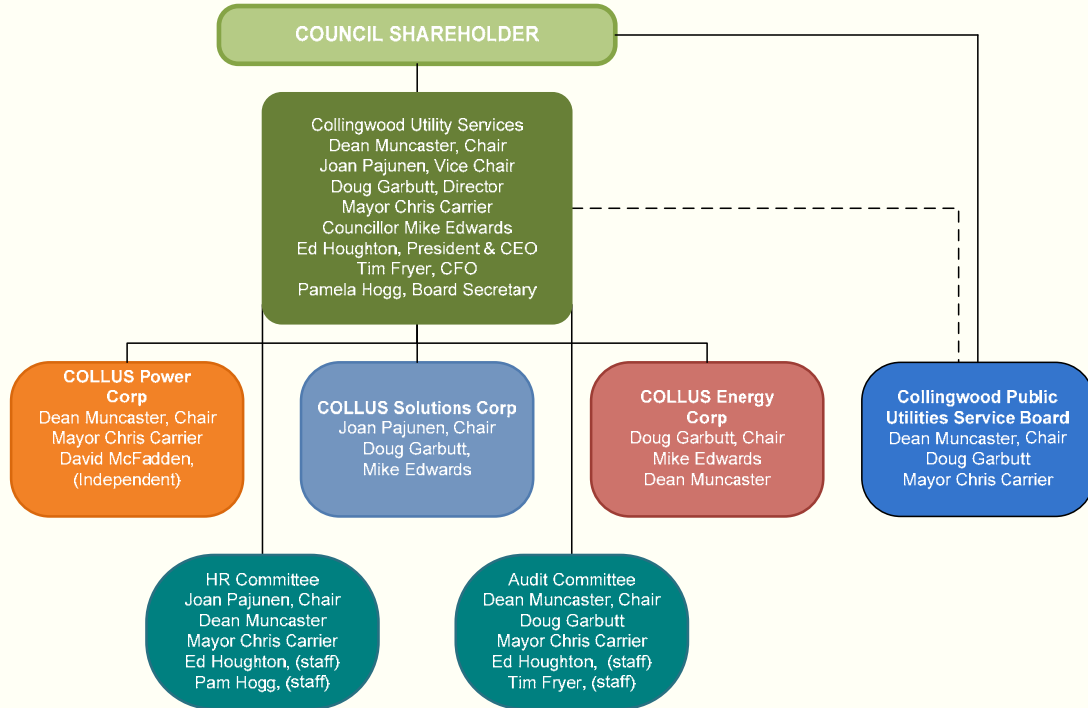 COUNCIL SHAREHOLDER
Collingwood Utility Services
Dean Muncaster, Chair
Joan Pajunen, Vice Chair
Doug Garbutt, Director
Mayor Chris Carrier
Councillor Mike Edwards
Ed Houghton, President & CEO
Tim Fryer, CFO
Pamela Hogg, Board Secretary
COLLUS Power
Corp
Dean Muncaster, Chair
Mayor Chris Carrier
David McFadden,
(Independent)
COLLUS Solutions Corp
Joan Pajunen, Chair
Doug Garbutt,
Mike Edwards
COLLUS Energy
Corp
Doug Garbutt, Chair
Mike Edwards
Dean Muncaster
Collingwood Public
Utilities Service Board
Dean Muncaster, Chair
Doug Garbutt
Mayor Chris Carrier
HR Committee
Joan Pajunen, Chair
Dean Muncaster
Mayor Chris Carrier
Ed Houghton, (staff)
Pam Hogg, (staff)
Audit Committee
Dean Muncaster, Chair
Doug Garbutt
Mayor Chris Carrier
Ed Houghton, (staff)
Tim Fryer, (staff)